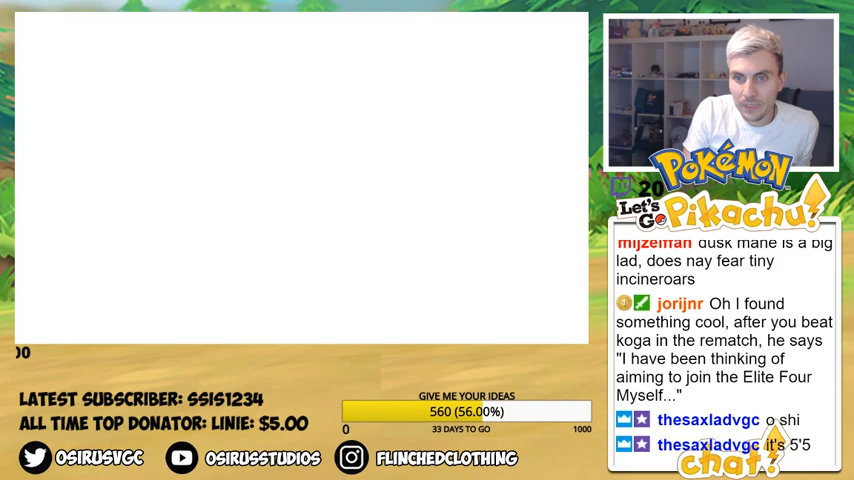 POKéMON
20
Let's Go Pikachu!
mijzelfan dusk mane is a big
lad, does nay fear tiny
incineroars
jorijnr Oh I found
something cool, after you beat
koga in the rematch, he says
"I have been thinking of
aiming to join the Elite Four
Myself..."
thesaxladvgc o shi
thesaxladvgc it's 5'5
chat!
00
LATEST SUBSCRIBER: SSIS1234
ALL TIME TOP DONATOR: LINIE: $5.00
GIVE ME YOUR IDEAS
560 (56.00%)
0 33 DAYS TO GO 1000
OSIRUSVGC OSIRUSSTUDIOS FLINCHEDCLOTHING